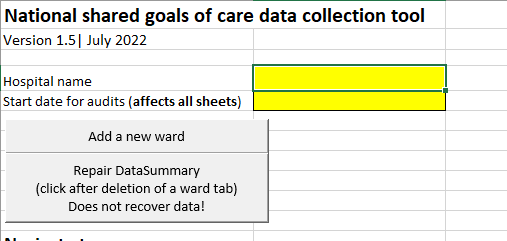 National shared goals of care data collection tool
Version 1.5| July 2022
Hospital name
Start date for audits (affects all sheets)
Add a new ward
Repair DataSummary
(click after deletion of a ward tab)
Does not recover data!